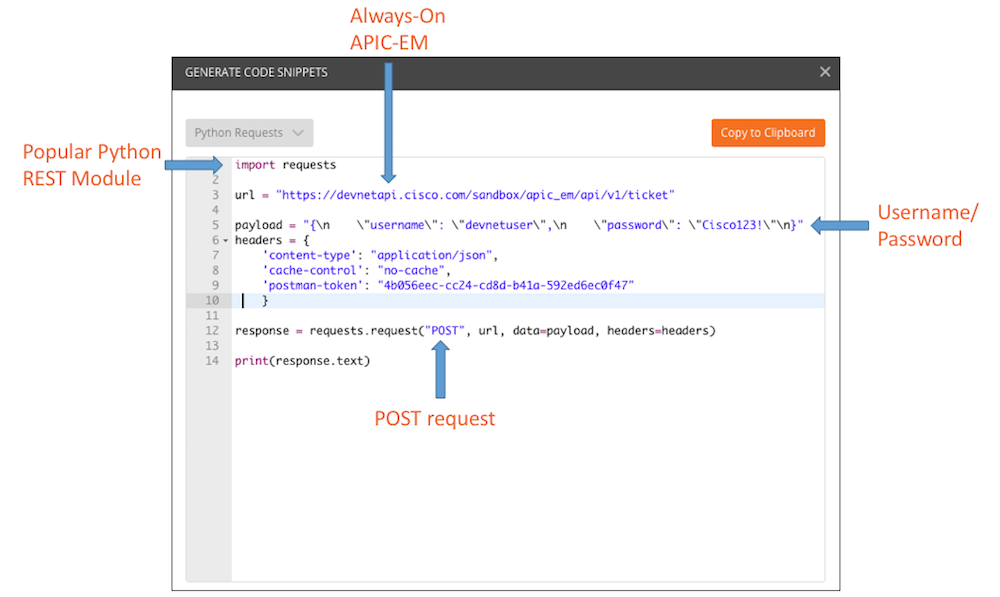 Always-On
APIC-EM
GENERATE CODE SNIPPETS
Python Requests
Copy to Clipboard
Popular Python
REST Module
import requests
2
3 url = "https://devnetapi.cisco.com/sandbox/apic_em/api/v1/ticket"
4
5 payload = "{\n    \"username\": \"devnetuser\",\n    \"password\": \"Cisco123!\"\n}"
6 headers = {
7     'content-type': "application/json",
8     'cache-control': "no-cache",
9     'postman-token': "4b056eec-cc24-cd8d-b41a-592ed6ec0f47"
10     }
11
12 response = requests.request("POST", url, data=payload, headers=headers)
13
14 print(response.text)
Username/
Password
POST request